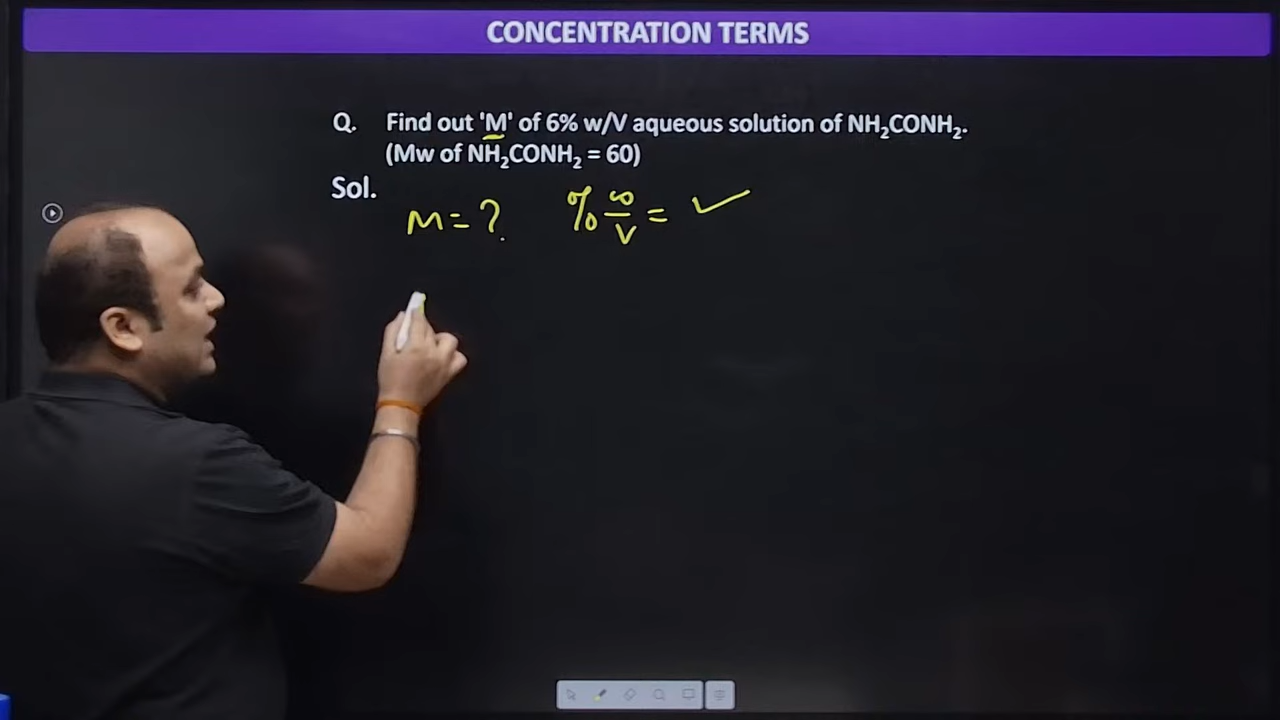 CONCENTRATION TERMS
Q. Find out 'M' of 6% w/V aqueous solution of NH₂CONH₂.
(Mw of NH₂CONH₂ = 60)
Sol.
M = ? % w/v = ✓